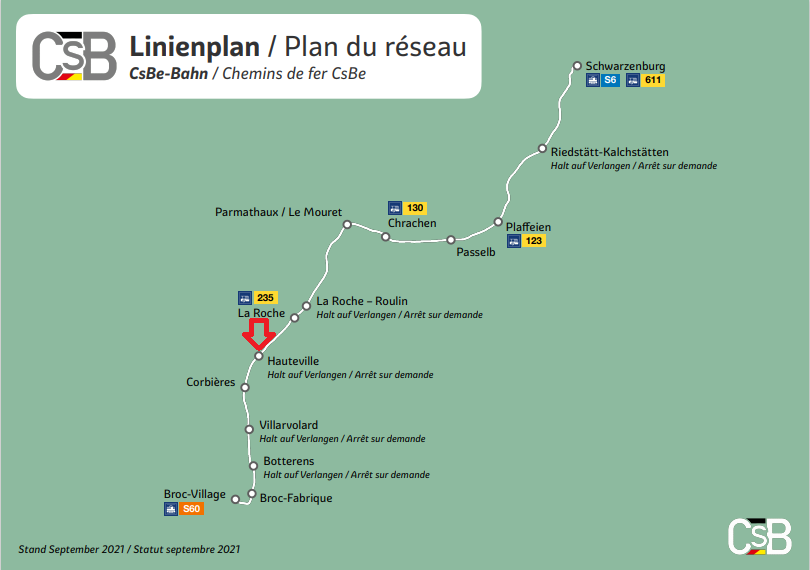 CsB
Linienplan / Plan du réseau
CsBe-Bahn / Chemins de fer CsBe
Schwarzenburg
S6 611
Riedstätt-Kalchstätten
Halt auf Verlangen / Arrêt sur demande
130
Parmathaux / Le Mouret
Chrachen
Plaffeien
123
Passelb
235
La Roche – Roulin
La Roche
Halt auf Verlangen / Arrêt sur demande
Hauteville
Halt auf Verlangen / Arrêt sur demande
Corbières
Villarvolard
Halt auf Verlangen / Arrêt sur demande
Botterens
Halt auf Verlangen / Arrêt sur demande
Broc-Village
Broc-Fabrique
S60
CsB
Stand September 2021 / Statut septembre 2021